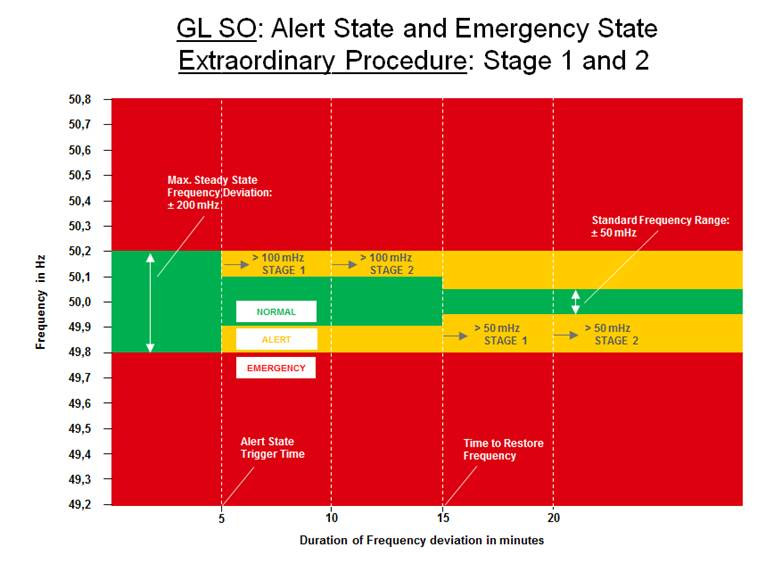 GL SO: Alert State and Emergency State
Extraordinary Procedure: Stage 1 and 2
50,8
50,7
50,6
50,5
50,4
50,3
50,2
50,1
50,0
49,9
49,8
49,7
49,6
49,5
49,4
49,3
49,2
Frequency in Hz
Max. Steady State
Frequency Deviation:
± 200 mHz
Standard Frequency Range:
± 50 mHz
> 100 mHz
STAGE 1
> 100 mHz
STAGE 2
NORMAL
ALERT
EMERGENCY
> 50 mHz
STAGE 1
> 50 mHz
STAGE 2
Alert State
Trigger Time
Time to Restore
Frequency
5
10
15
20
Duration of Frequency deviation in minutes